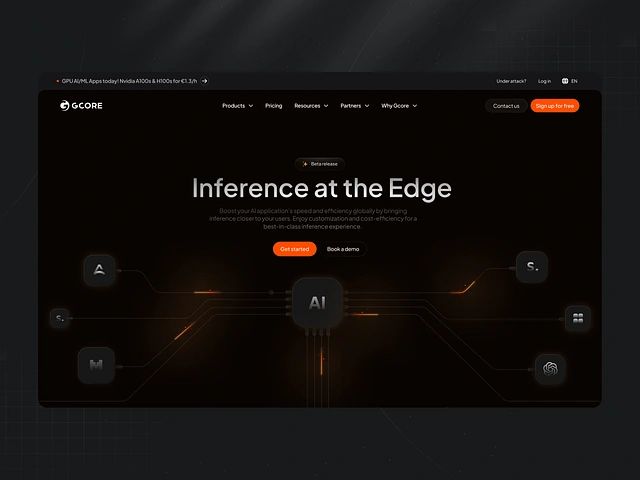 GPU AI/ML Apps today! Nvidia A100s & H100s for €1.3/h →
Under attack?
Log in
EN
GCORE
Products
Pricing
Resources
Partners
Why Gcore
Contact us
Sign up for free
Beta release
Inference at the Edge
Boost your AI application's speed and efficiency globally by bringing
inference closer to your users. Enjoy customization and cost-efficiency for a
best-in-class inference experience.
Get started
Book a demo
S.
AI
S.